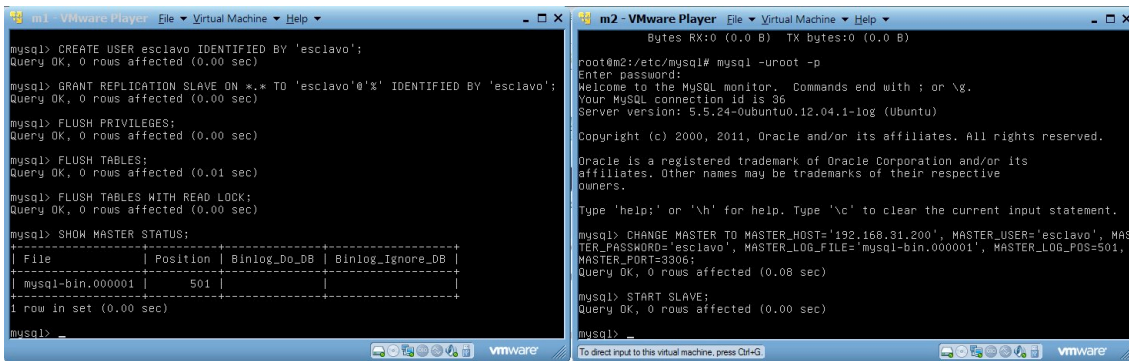 m1 - VMware Player File ▼ Virtual Machine ▼ Help ▼
mysql> CREATE USER esclavo IDENTIFIED BY 'esclavo';
Query OK, 0 rows affected (0.00 sec)
mysql> GRANT REPLICATION SLAVE ON *.* TO 'esclavo'@'%' IDENTIFIED BY 'esclavo';
Query OK, 0 rows affected (0.00 sec)
mysql> FLUSH PRIVILEGES;
Query OK, 0 rows affected (0.00 sec)
mysql> FLUSH TABLES;
Query OK, 0 rows affected (0.01 sec)
mysql> FLUSH TABLES WITH READ LOCK;
Query OK, 0 rows affected (0.00 sec)
mysql> SHOW MASTER STATUS;
+------------------+----------+--------------+------------------+
| File | Position | Binlog_Do_DB | Binlog_Ignore_DB |
+------------------+----------+--------------+------------------+
| mysql-bin.000001 | 501 | | |
+------------------+----------+--------------+------------------+
1 row in set (0.00 sec)
mysql> _
vmware
m2 - VMware Player File ▼ Virtual Machine ▼ Help ▼
Bytes RX:0 (0.0 B) TX bytes:0 (0.0 B)
root@m2:/etc/mysql# mysql -uroot -p
Enter password:
Welcome to the MySQL monitor. Commands end with ; or \g.
Your MySQL connection id is 36
Server version: 5.5.24-0ubuntu0.12.04.1-log (Ubuntu)
Copyright (c) 2000, 2011, Oracle and/or its affiliates. All rights reserved.
Oracle is a registered trademark of Oracle Corporation and/or its
affiliates. Other names may be trademarks of their respective
owners.
Type 'help;' or '\h' for help. Type '\c' to clear the current input statement.
mysql> CHANGE MASTER TO MASTER_HOST='192.168.31.200', MASTER_USER='esclavo', MAS
TER_PASSWORD='esclavo', MASTER_LOG_FILE='mysql-bin.000001', MASTER_LOG_POS=501,
MASTER_PORT=3306;
Query OK, 0 rows affected (0.08 sec)
mysql> START SLAVE;
Query OK, 0 rows affected (0.00 sec)
mysql> _
To direct input to this virtual machine, press Ctrl+G.
vmware